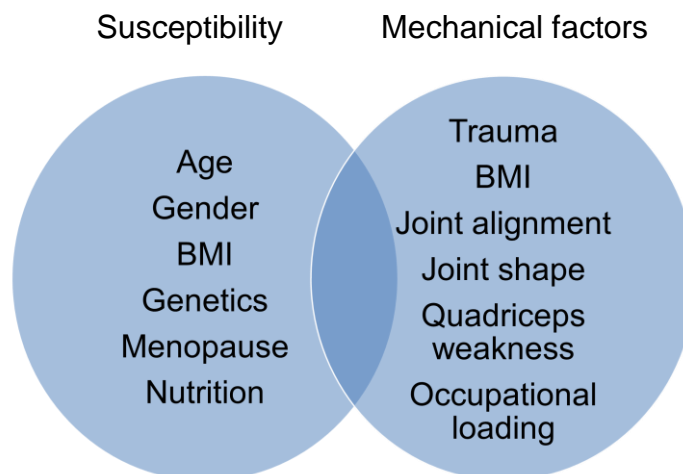 Susceptibility
Mechanical factors
Age
Gender
BMI
Genetics
Menopause
Nutrition
Trauma
BMI
Joint alignment
Joint shape
Quadriceps
weakness
Occupational
loading